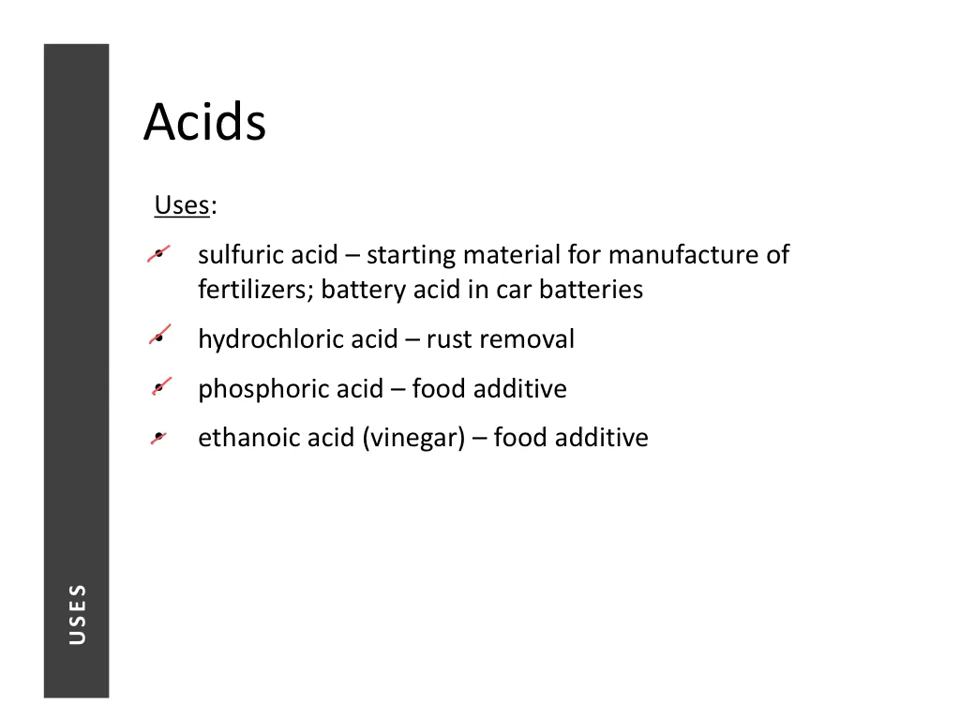 Acids
Uses:
• sulfuric acid – starting material for manufacture of
fertilizers; battery acid in car batteries
• hydrochloric acid – rust removal
• phosphoric acid – food additive
• ethanoic acid (vinegar) – food additive
USES